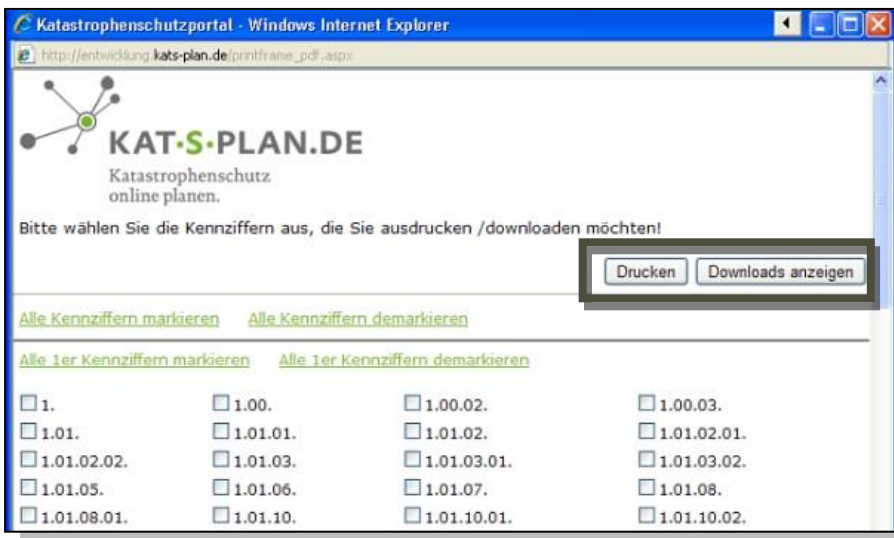 Katastrophenschutzportal - Windows Internet Explorer
http://entwicklung.kats-plan.de/printframe_pdf.aspx
KAT·S·PLAN.DE
Katastrophenschutz
online planen.
Bitte wählen Sie die Kennziffern aus, die Sie ausdrucken /downloaden möchten!
Drucken Downloads anzeigen
Alle Kennziffern markieren Alle Kennziffern demarkieren
Alle 1er Kennziffern markieren Alle 1er Kennziffern demarkieren
1. 1.00. 1.00.02. 1.00.03.
1.01. 1.01.01. 1.01.02. 1.01.02.01.
1.01.02.02. 1.01.03. 1.01.03.01. 1.01.03.02.
1.01.05. 1.01.06. 1.01.07. 1.01.08.
1.01.08.01. 1.01.10. 1.01.10.01. 1.01.10.02.